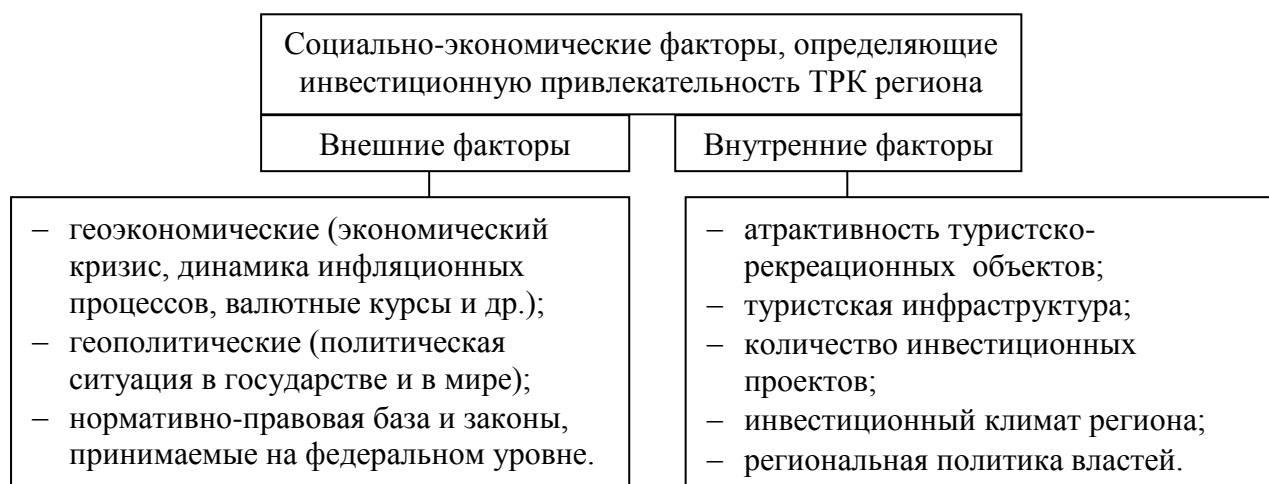 Социально-экономические факторы, определяющие
инвестиционную привлекательность ТРК региона
Внешние факторы
Внутренние факторы
– геоэкономические (экономический
кризис, динамика инфляционных
процессов, валютные курсы и др.);
– геополитические (политическая
ситуация в государстве и в мире);
– нормативно-правовая база и законы,
принимаемые на федеральном уровне.
– атрактивность туристско-
рекреационных объектов;
– туристская инфраструктура;
– количество инвестиционных
проектов;
– инвестиционный климат региона;
– региональная политика властей.